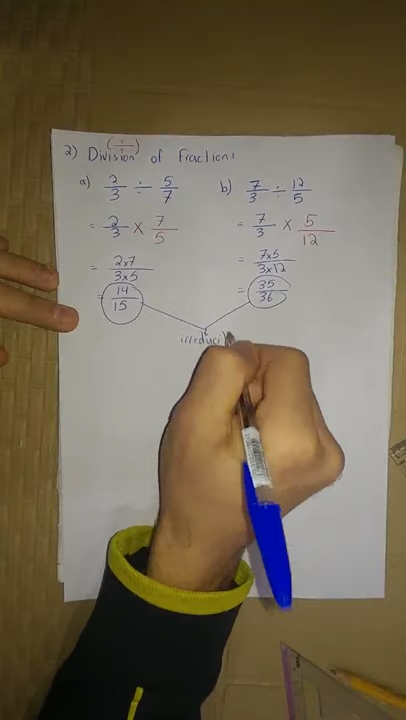 2) Division (÷) of Fractions
a) 2/3 ÷ 5/7
= 2/3 × 7/5
= 2×7/3×5
= 14/15
b) 7/3 ÷ 12/5
= 7/3 × 5/12
= 7×5/3×12
= 35/36
irreduci